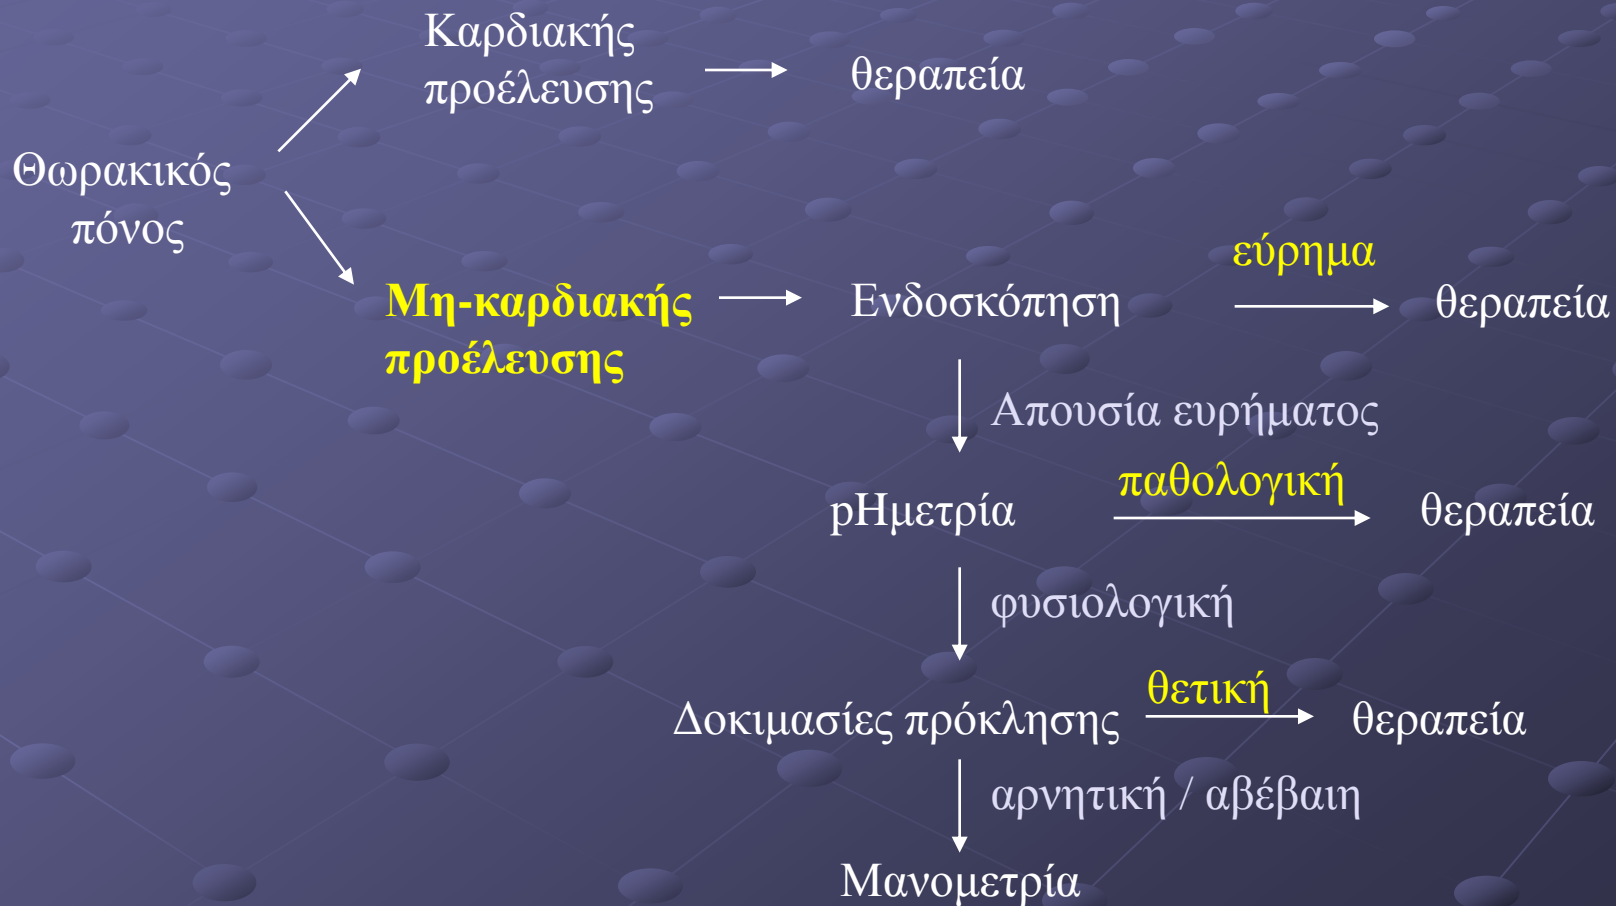 Καρδιακής
προέλευσης
θεραπεία
Θωρακικός
πόνος
Μη-καρδιακής
προέλευσης
Ενδοσκόπηση
εύρημα
θεραπεία
Απουσία ευρήματος
pHμετρία
παθολογική
θεραπεία
φυσιολογική
Δοκιμασίες πρόκλησης
θετική
θεραπεία
αρνητική / αβέβαιη
Μανομετρία